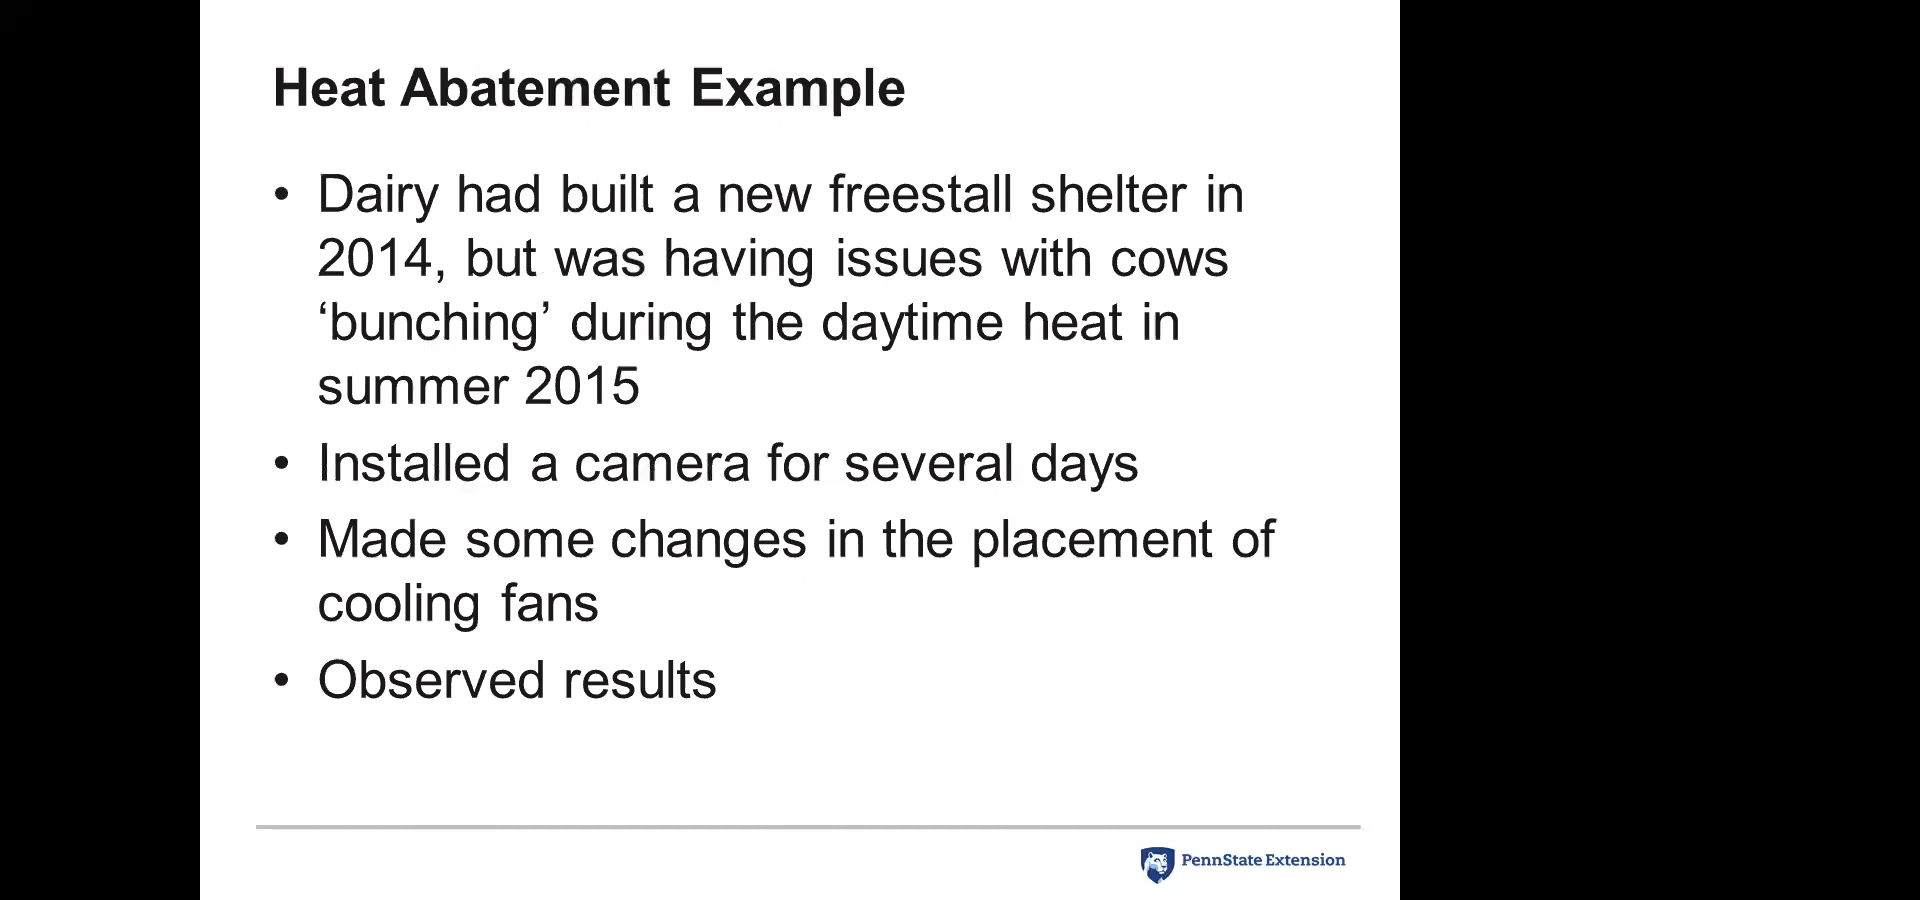 Heat Abatement Example
• Dairy had built a new freestall shelter in
2014, but was having issues with cows
‘bunching’ during the daytime heat in
summer 2015
• Installed a camera for several days
• Made some changes in the placement of
cooling fans
• Observed results
PennState Extension